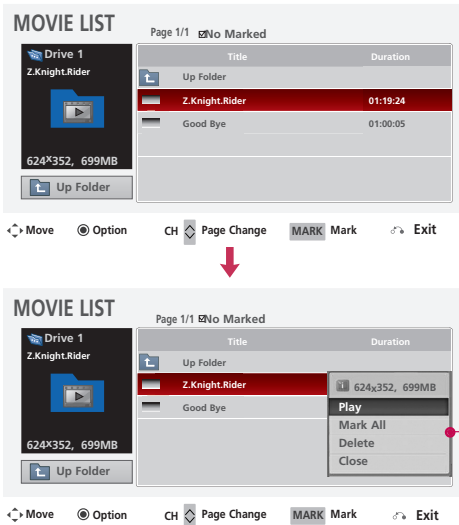 MOVIE LIST
Page 1/1 No Marked
Drive 1
Z.Knight.Rider
624x352, 699MB
Up Folder
Title Duration
Up Folder
Z.Knight.Rider 01:19:24
Good Bye 01:00:05
Move Option CH Page Change MARK Mark Exit
MOVIE LIST
Page 1/1 No Marked
Drive 1
Z.Knight.Rider
624x352, 699MB
Up Folder
Title Duration
Up Folder
Z.Knight.Rider
Good Bye
624x352, 699MB
Play
Mark All
Delete
Close
Move Option CH Page Change MARK Mark Exit